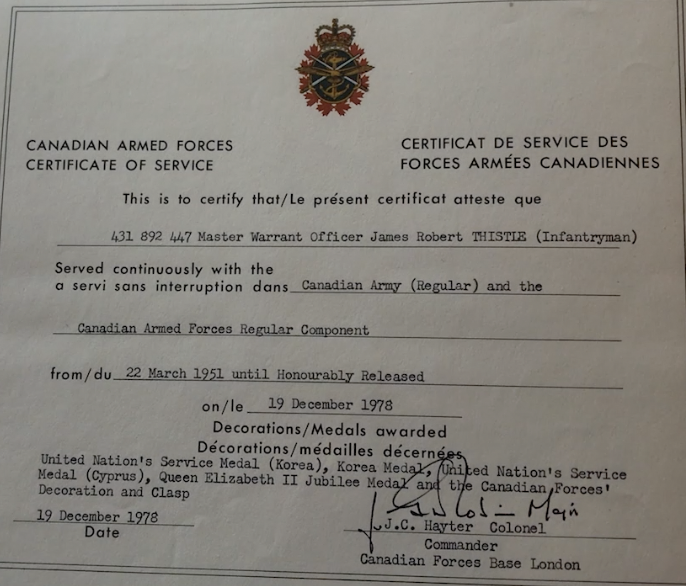 CANADIAN ARMED FORCES
CERTIFICATE OF SERVICE
CERTIFICAT DE SERVICE DES
FORCES ARMÉES CANADIENNES
This is to certify that/Le présent certificat atteste que
431 892 447 Master Warrant Officer James Robert THISTLE (Infantryman)
Served continuously with the
a servi sans interruption dans Canadian Army (Regular) and the
Canadian Armed Forces Regular Component
from/du 22 March 1951 until Honourably Released
on/le 19 December 1978
Decorations/Medals awarded
Décorations/médailles décernées
United Nation's Service Medal (Korea), Korea Medal, United Nation's Service
Medal (Cyprus), Queen Elizabeth II Jubilee Medal and the Canadian Forces'
Decoration and Clasp
19 December 1978
Date
J.C. Hayter Colonel
Commander
Canadian Forces Base London